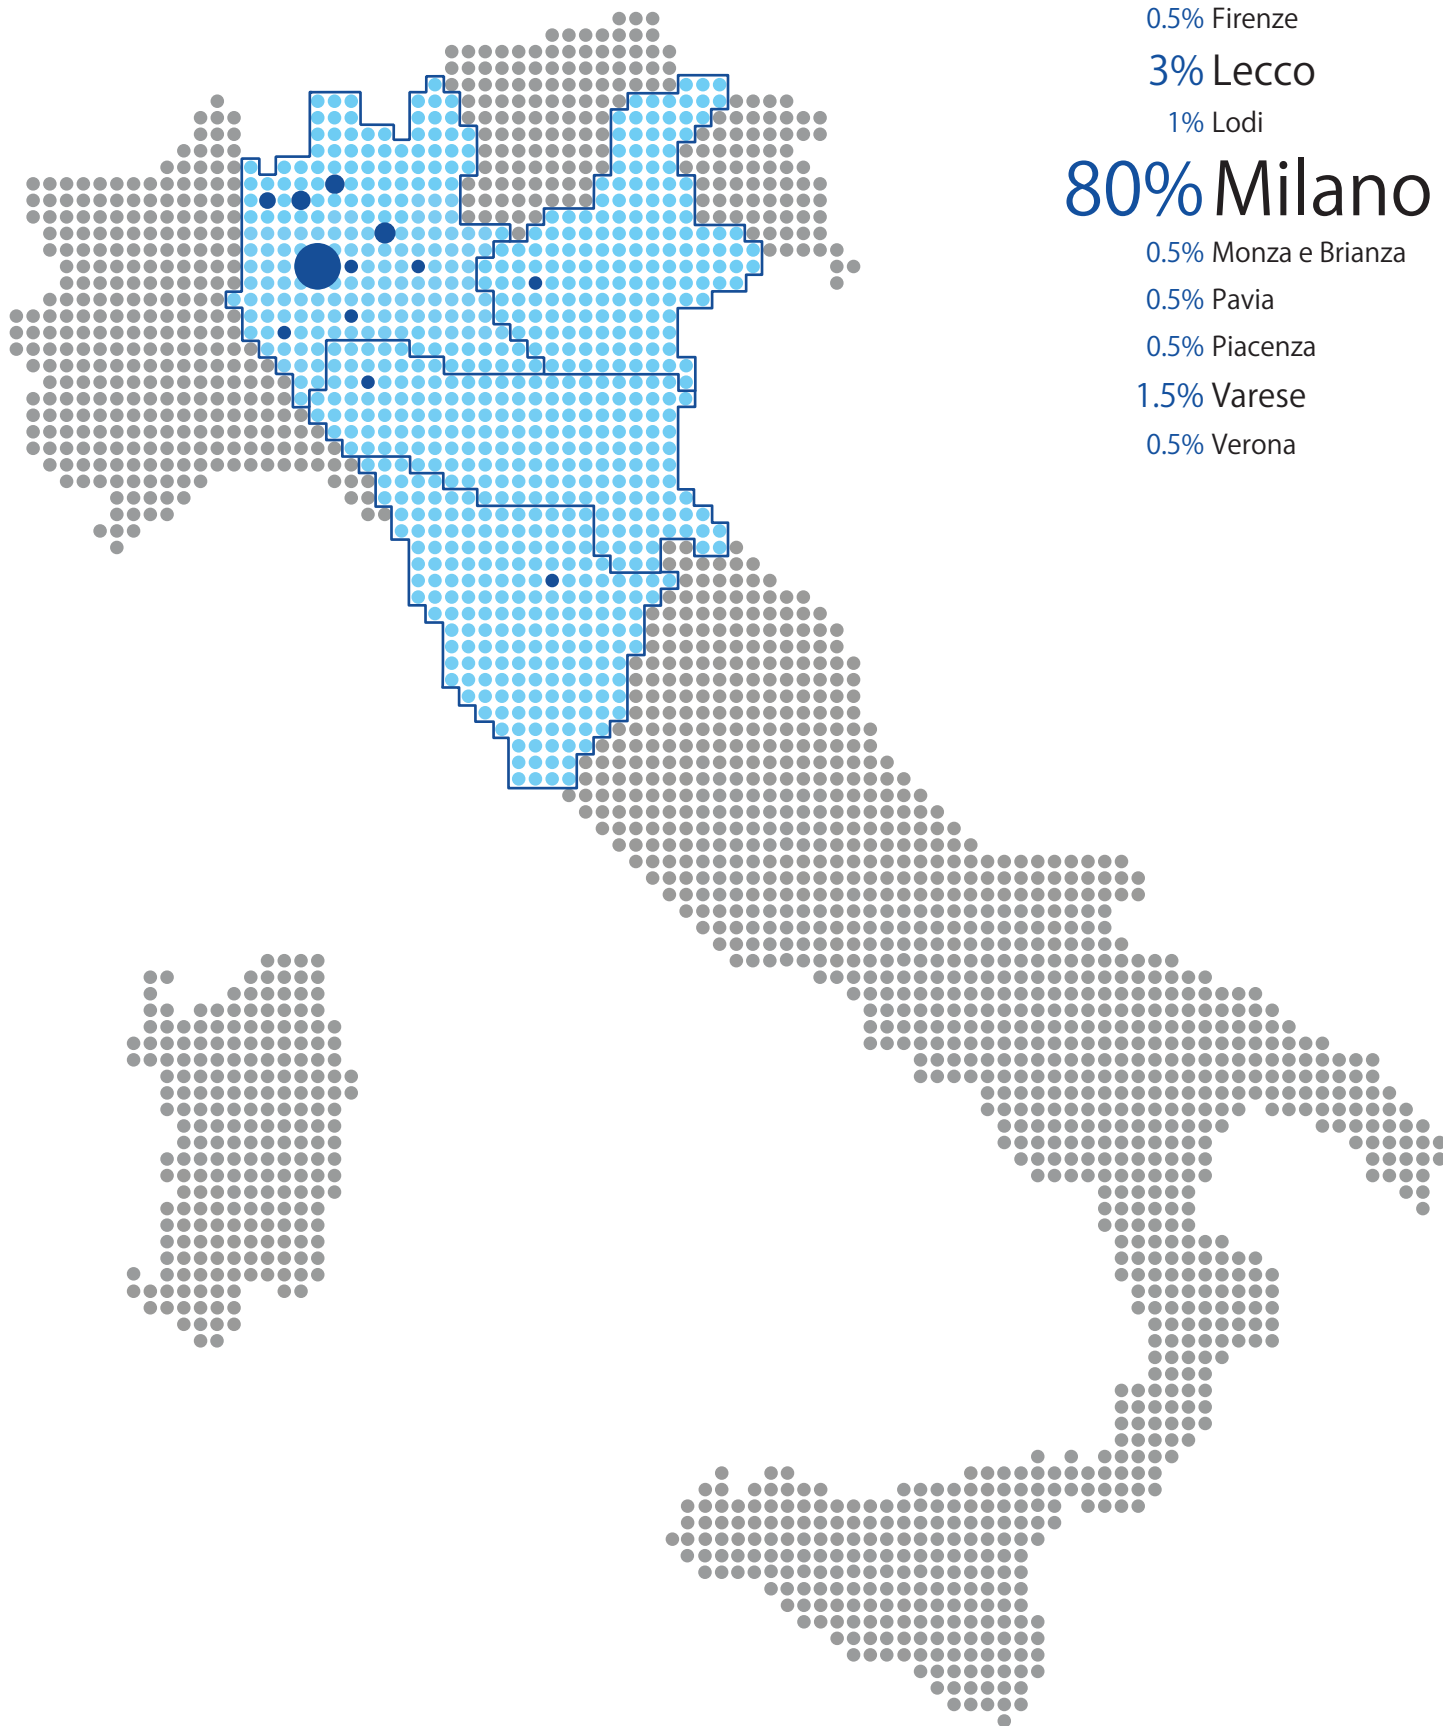 0.5% Firenze
3% Lecco
1% Lodi
80% Milano
0.5% Monza e Brianza
0.5% Pavia
0.5% Piacenza
1.5% Varese
0.5% Verona